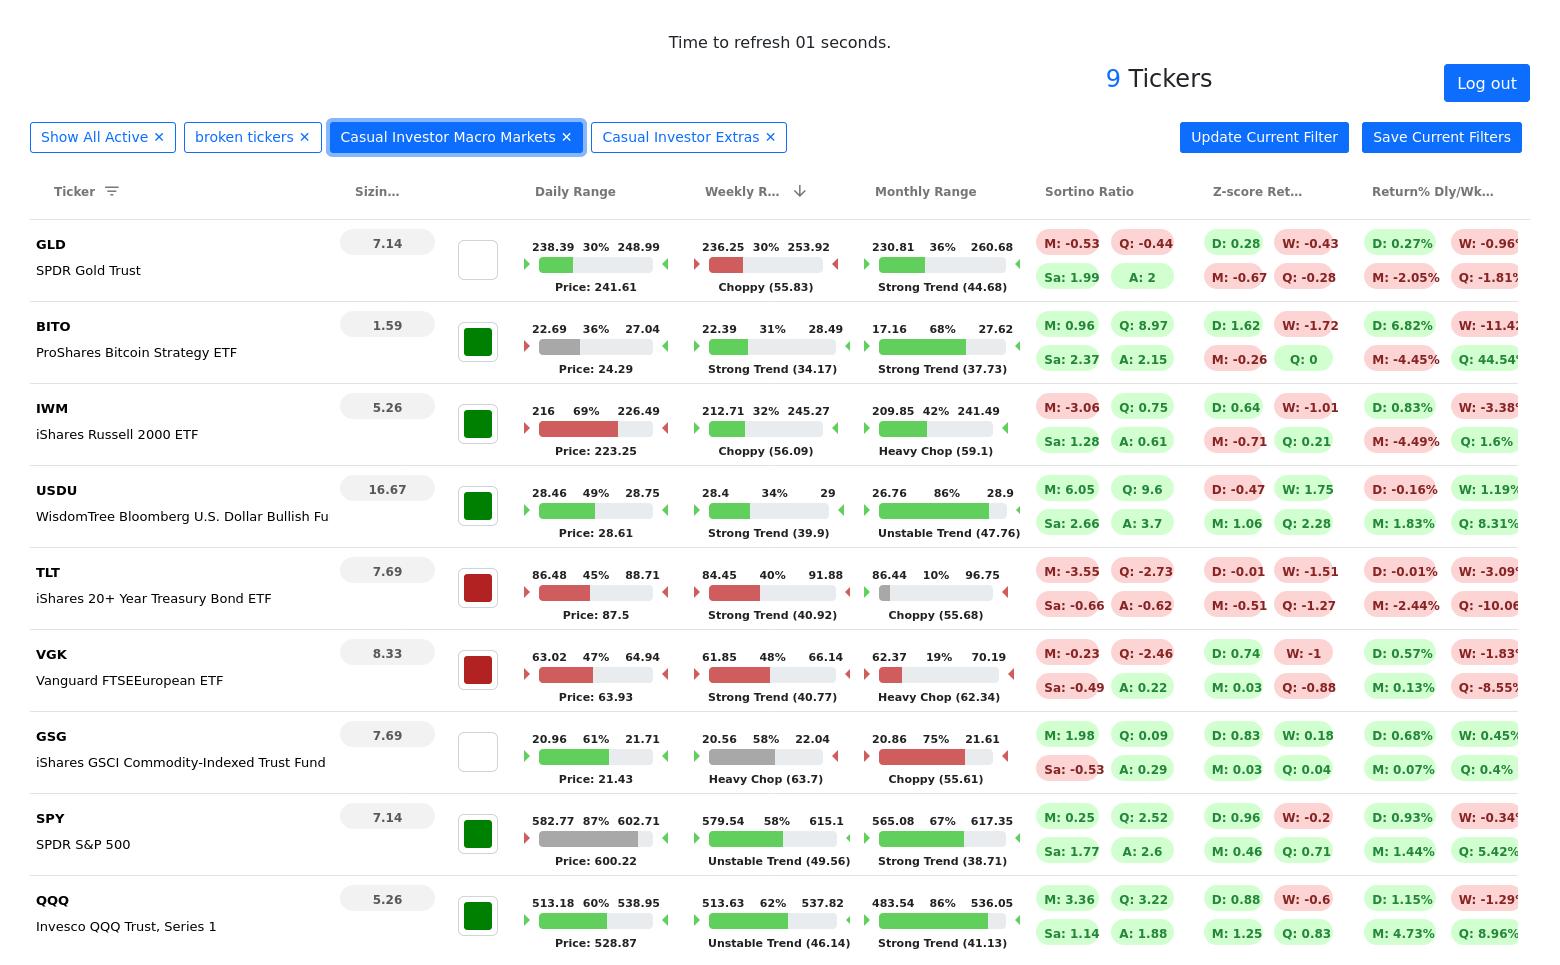 Time to refresh 01 seconds.
9 Tickers
Log out
Show All Active ✕ broken tickers ✕ Casual Investor Macro Markets ✕ Casual Investor Extras ✕ Update Current Filter Save Current Filters
Ticker Sizin… Daily Range Weekly R… Monthly Range Sortino Ratio Z-score Ret… Return% Dly/Wk…
GLD 7.14 238.39 30% 248.99 236.25 30% 253.92 230.81 36% 260.68 M: -0.53 Q: -0.44 D: 0.28 W: -0.43 D: 0.27% W: -0.96%
SPDR Gold Trust Price: 241.61 Choppy (55.83) Strong Trend (44.68) Sa: 1.99 A: 2 M: -0.67 Q: -0.28 M: -2.05% Q: -1.81%
BITO 1.59 22.69 36% 27.04 22.39 31% 28.49 17.16 68% 27.62 M: 0.96 Q: 8.97 D: 1.62 W: -1.72 D: 6.82% W: -11.42
ProShares Bitcoin Strategy ETF Price: 24.29 Strong Trend (34.17) Strong Trend (37.73) Sa: 2.37 A: 2.15 M: -0.26 Q: 0 M: -4.45% Q: 44.54%
IWM 5.26 216 69% 226.49 212.71 32% 245.27 209.85 42% 241.49 M: -3.06 Q: 0.75 D: 0.64 W: -1.01 D: 0.83% W: -3.38%
iShares Russell 2000 ETF Price: 223.25 Choppy (56.09) Heavy Chop (59.1) Sa: 1.28 A: 0.61 M: -0.71 Q: 0.21 M: -4.49% Q: 1.6%
USDU 16.67 28.46 49% 28.75 28.4 34% 29 26.76 86% 28.9 M: 6.05 Q: 9.6 D: -0.47 W: 1.75 D: -0.16% W: 1.19%
WisdomTree Bloomberg U.S. Dollar Bullish Fu Price: 28.61 Strong Trend (39.9) Unstable Trend (47.76) Sa: 2.66 A: 3.7 M: 1.06 Q: 2.28 M: 1.83% Q: 8.31%
TLT 7.69 86.48 45% 88.71 84.45 40% 91.88 86.44 10% 96.75 M: -3.55 Q: -2.73 D: -0.01 W: -1.51 D: -0.01% W: -3.09%
iShares 20+ Year Treasury Bond ETF Price: 87.5 Strong Trend (40.92) Choppy (55.68) Sa: -0.66 A: -0.62 M: -0.51 Q: -1.27 M: -2.44% Q: -10.06
VGK 8.33 63.02 47% 64.94 61.85 48% 66.14 62.37 19% 70.19 M: -0.23 Q: -2.46 D: 0.74 W: -1 D: 0.57% W: -1.83%
Vanguard FTSEEuropean ETF Price: 63.93 Strong Trend (40.77) Heavy Chop (62.34) Sa: -0.49 A: 0.22 M: 0.03 Q: -0.88 M: 0.13% Q: -8.55%
GSG 7.69 20.96 61% 21.71 20.56 58% 22.04 20.86 75% 21.61 M: 1.98 Q: 0.09 D: 0.83 W: 0.18 D: 0.68% W: 0.45%
iShares GSCI Commodity-Indexed Trust Fund Price: 21.43 Heavy Chop (63.7) Choppy (55.61) Sa: -0.53 A: 0.29 M: 0.03 Q: 0.04 M: 0.07% Q: 0.4%
SPY 7.14 582.77 87% 602.71 579.54 58% 615.1 565.08 67% 617.35 M: 0.25 Q: 2.52 D: 0.96 W: -0.2 D: 0.93% W: -0.34%
SPDR S&P 500 Price: 600.22 Unstable Trend (49.56) Strong Trend (38.71) Sa: 1.77 A: 2.6 M: 0.46 Q: 0.71 M: 1.44% Q: 5.42%
QQQ 5.26 513.18 60% 538.95 513.63 62% 537.82 483.54 86% 536.05 M: 3.36 Q: 3.22 D: 0.88 W: -0.6 D: 1.15% W: -1.29%
Invesco QQQ Trust, Series 1 Price: 528.87 Unstable Trend (46.14) Strong Trend (41.13) Sa: 1.14 A: 1.88 M: 1.25 Q: 0.83 M: 4.73% Q: 8.96%